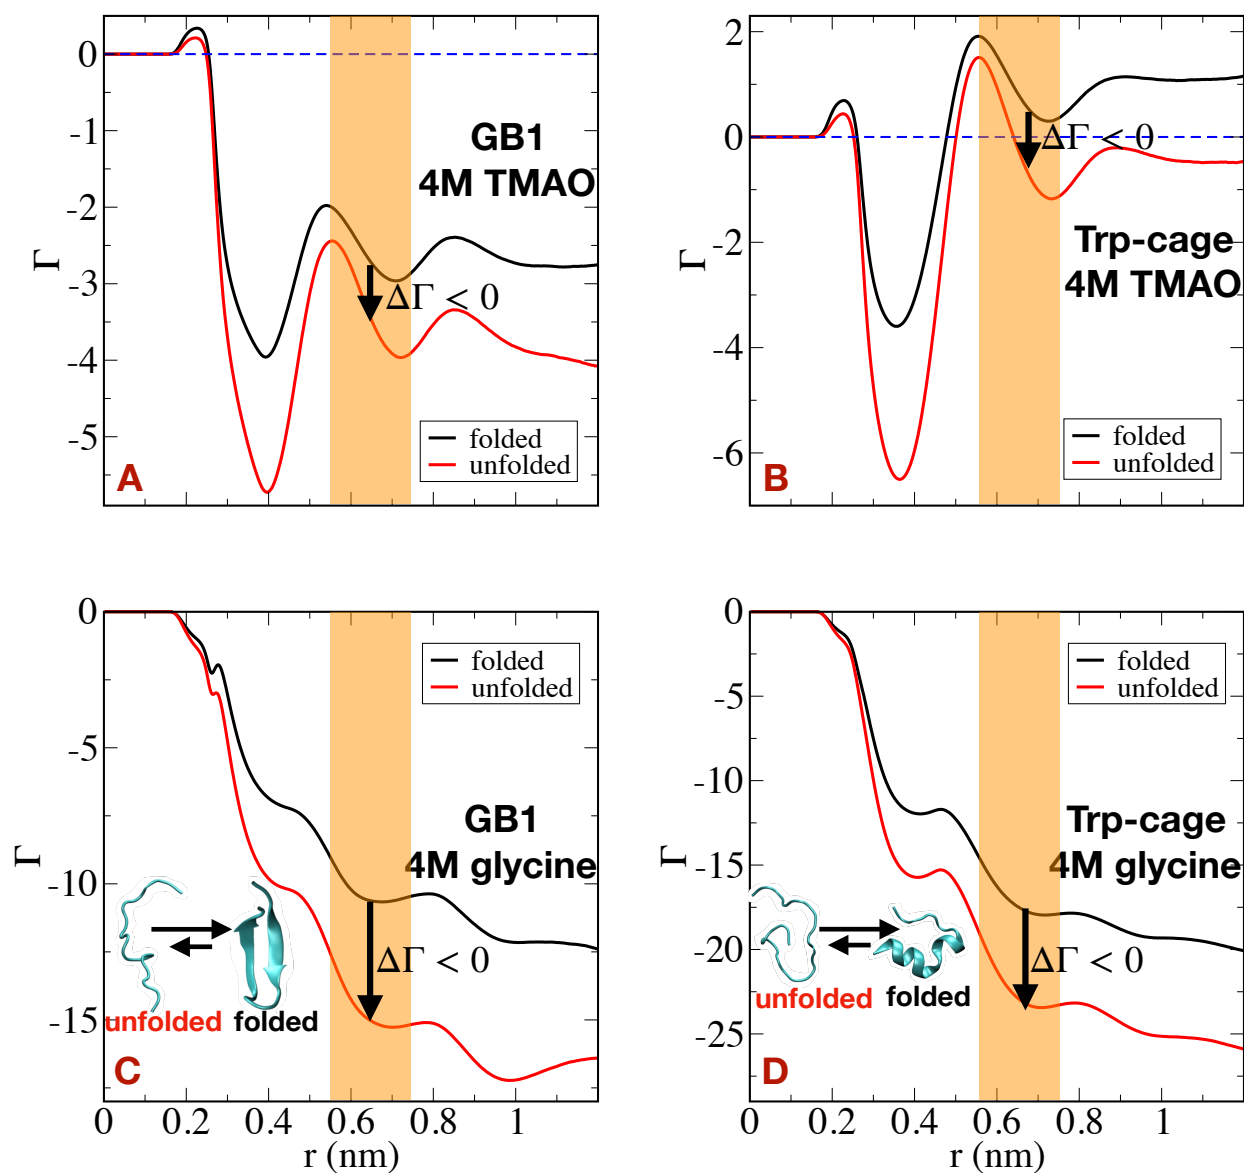 0
-1
-2
-3
-4
-5
Γ
GB1
4M TMAO
ΔΓ < 0
folded
unfolded
A
2
0
-2
-4
-6
Γ
ΔΓ < 0
Trp-cage
4M TMAO
folded
unfolded
B
0
-5
-10
-15
Γ
folded
unfolded
GB1
4M glycine
ΔΓ < 0
unfolded folded
C
0 0.2 0.4 0.6 0.8 1
r (nm)
0
-5
-10
-15
-20
-25
Γ
folded
unfolded
Trp-cage
4M glycine
ΔΓ < 0
unfolded folded
D
0 0.2 0.4 0.6 0.8 1
r (nm)